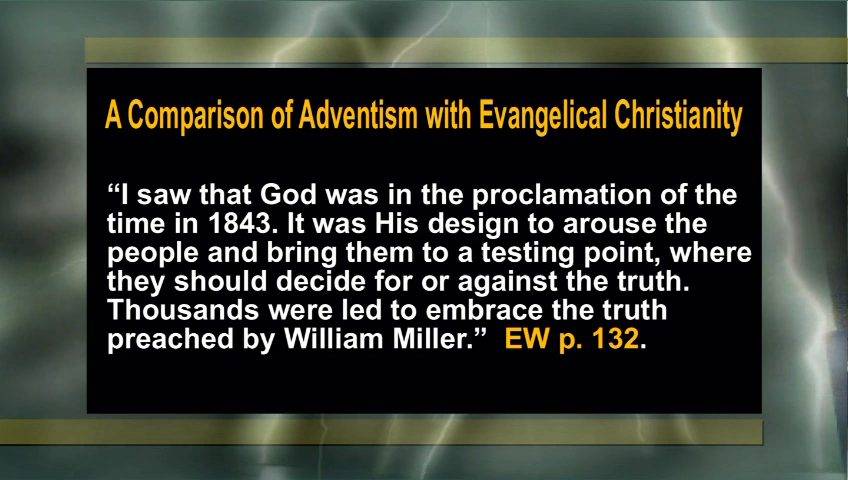 A Comparison of Adventism with Evangelical Christianity
“I saw that God was in the proclamation of the
time in 1843. It was His design to arouse the
people and bring them to a testing point, where
they should decide for or against the truth.
Thousands were led to embrace the truth
preached by William Miller.”  EW p. 132.